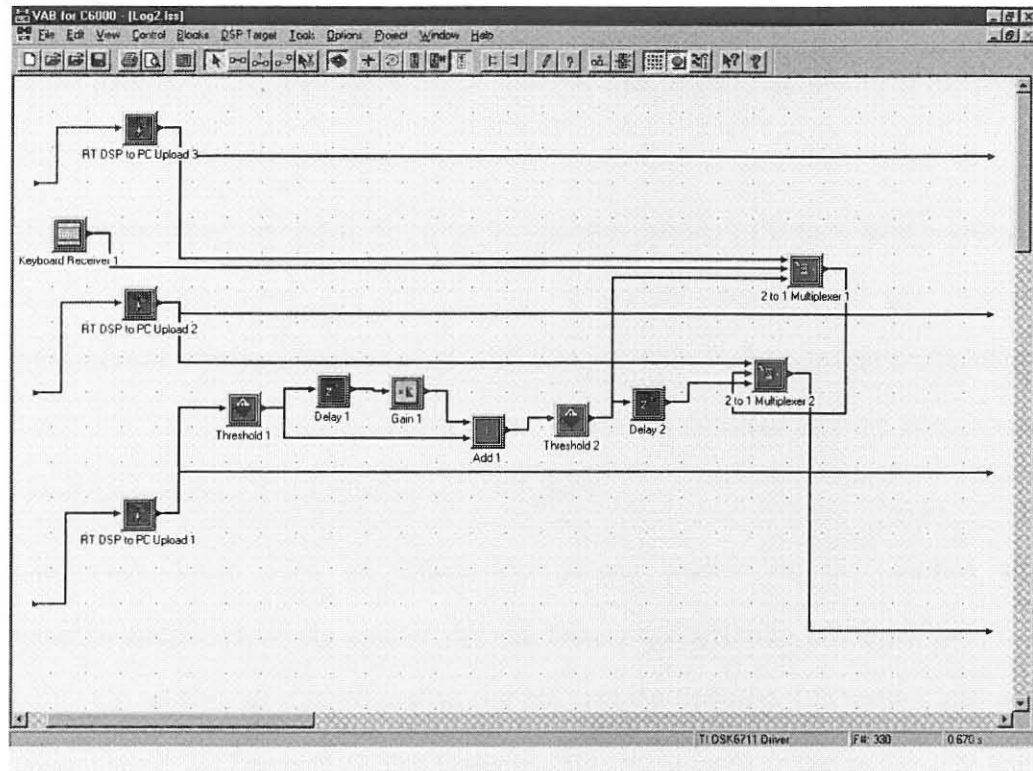 VAB for C6000 - [Log2.lss]
File Edit View Control Blocks DSP Target Tools Options Project Window Help
RT DSP to PC Upload 3
Keyboard Receiver 1
2 to 1 Multiplexer 1
RT DSP to PC Upload 2
2 to 1 Multiplexer 2
Delay 1
Gain 1
Threshold 1
Add 1
Threshold 2
Delay 2
RT DSP to PC Upload 1
TI DSK6711 Driver
F#: 330
0.670 s